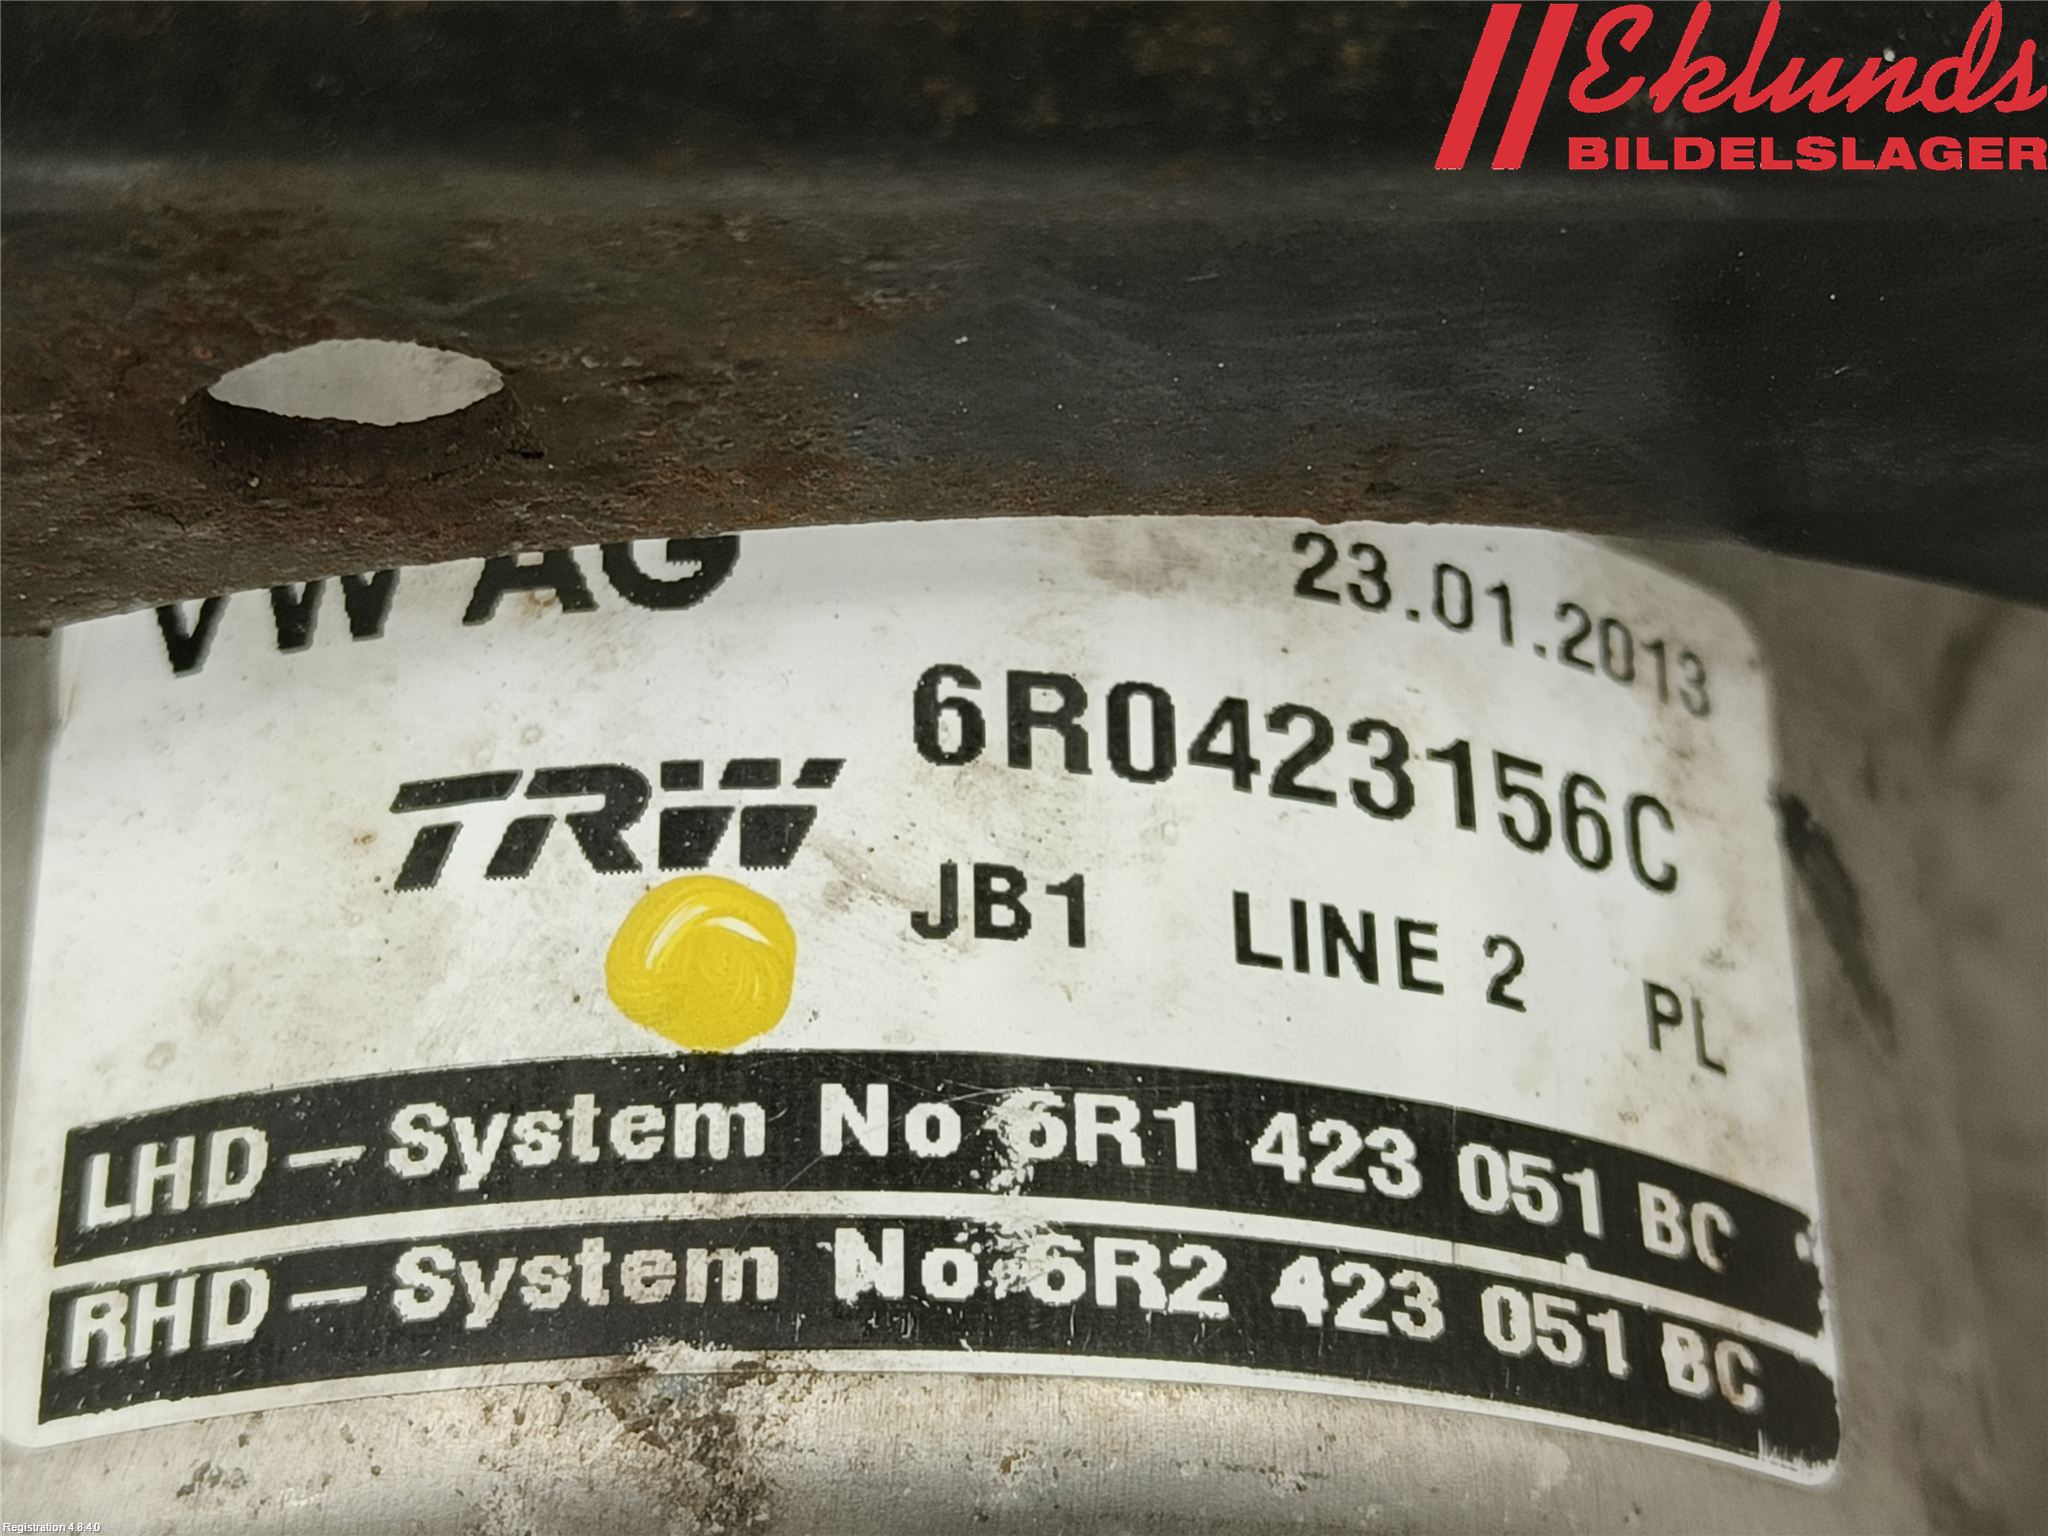 Eklunds
BILDELSLAGER
VW AG
23.01.2013
6R0423156C
TRW
JB1 LINE 2 PL
LHD-System No 6R1 423 051 BC
RHD-System No 6R2 423 051 BC
Registration 4.8.4.0